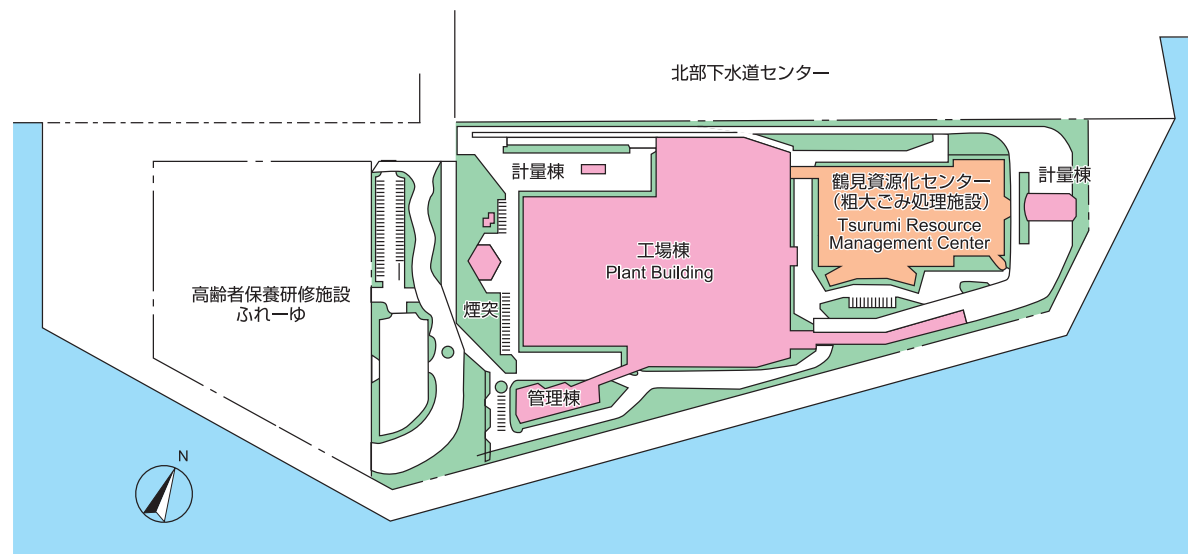 北部下水道センター
計量棟
鶴見資源化センター
（粗大ごみ処理施設）
Tsurumi Resource
Management Center
計量棟
工場棟
Plant Building
高齢者保養研修施設
ふれーゆ
煙突
管理棟
N